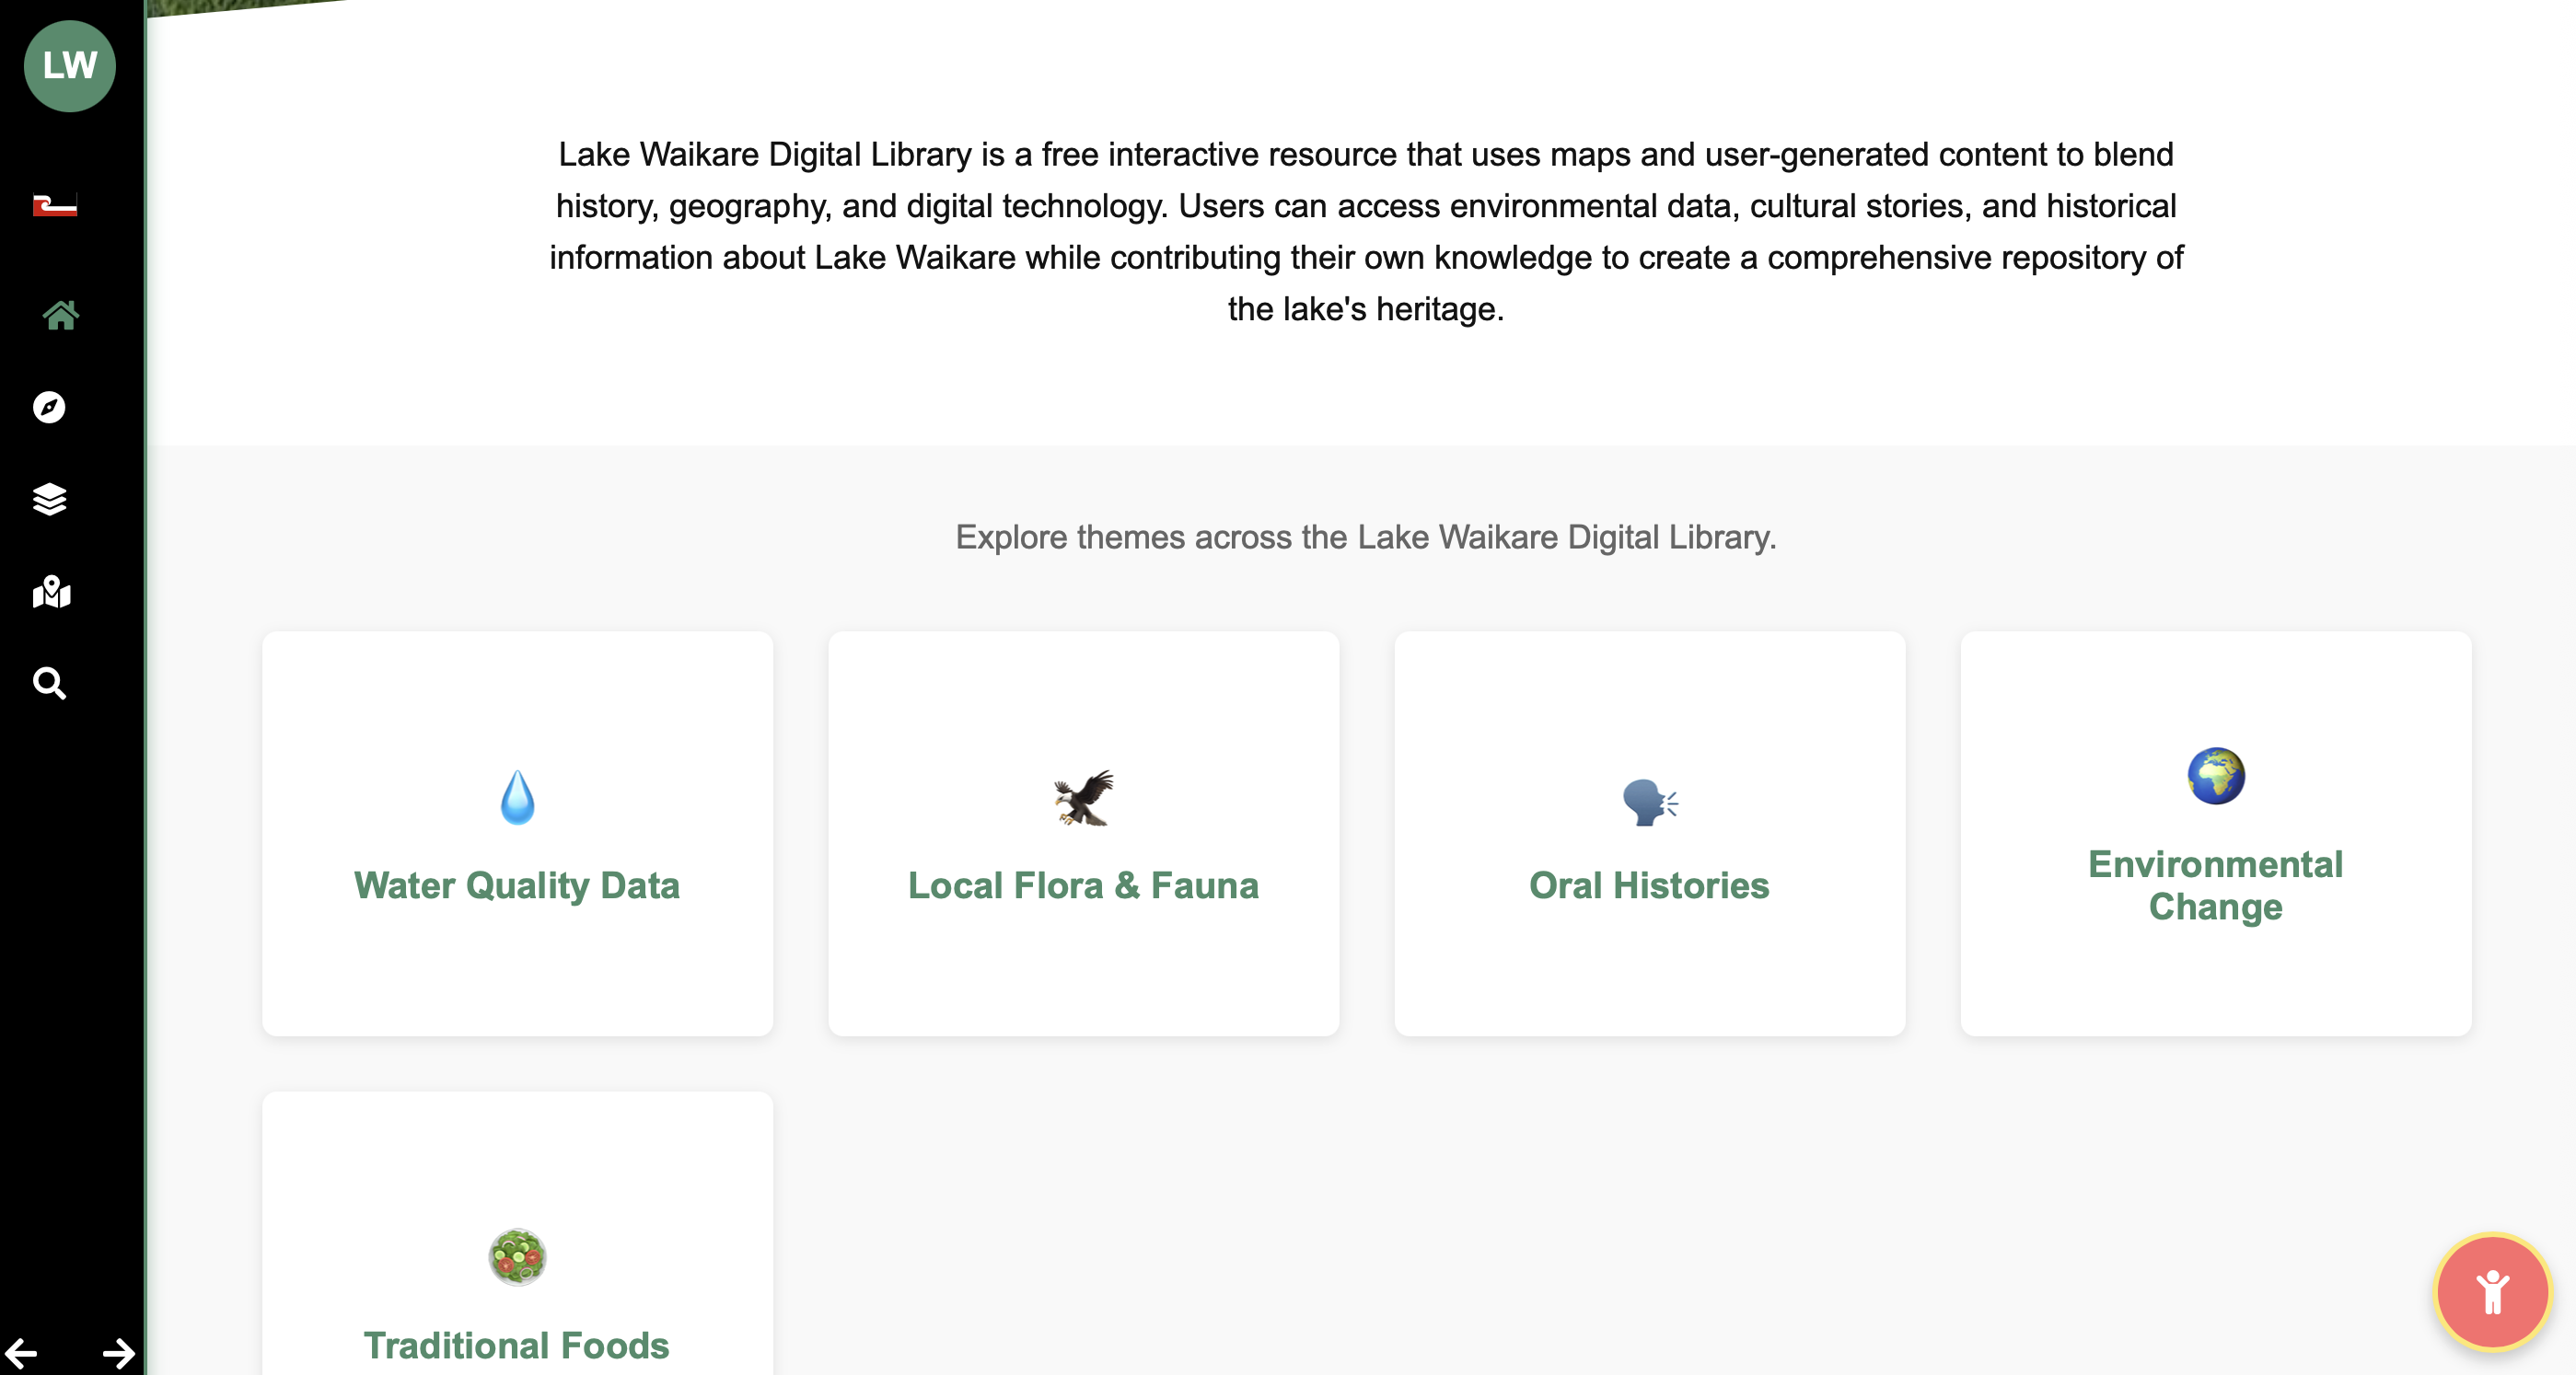 LW
Lake Waikare Digital Library is a free interactive resource that uses maps and user-generated content to blend
history, geography, and digital technology. Users can access environmental data, cultural stories, and historical
information about Lake Waikare while contributing their own knowledge to create a comprehensive repository of
the lake's heritage.
Explore themes across the Lake Waikare Digital Library.
Water Quality Data
Local Flora & Fauna
Oral Histories
Environmental
Change
Traditional Foods